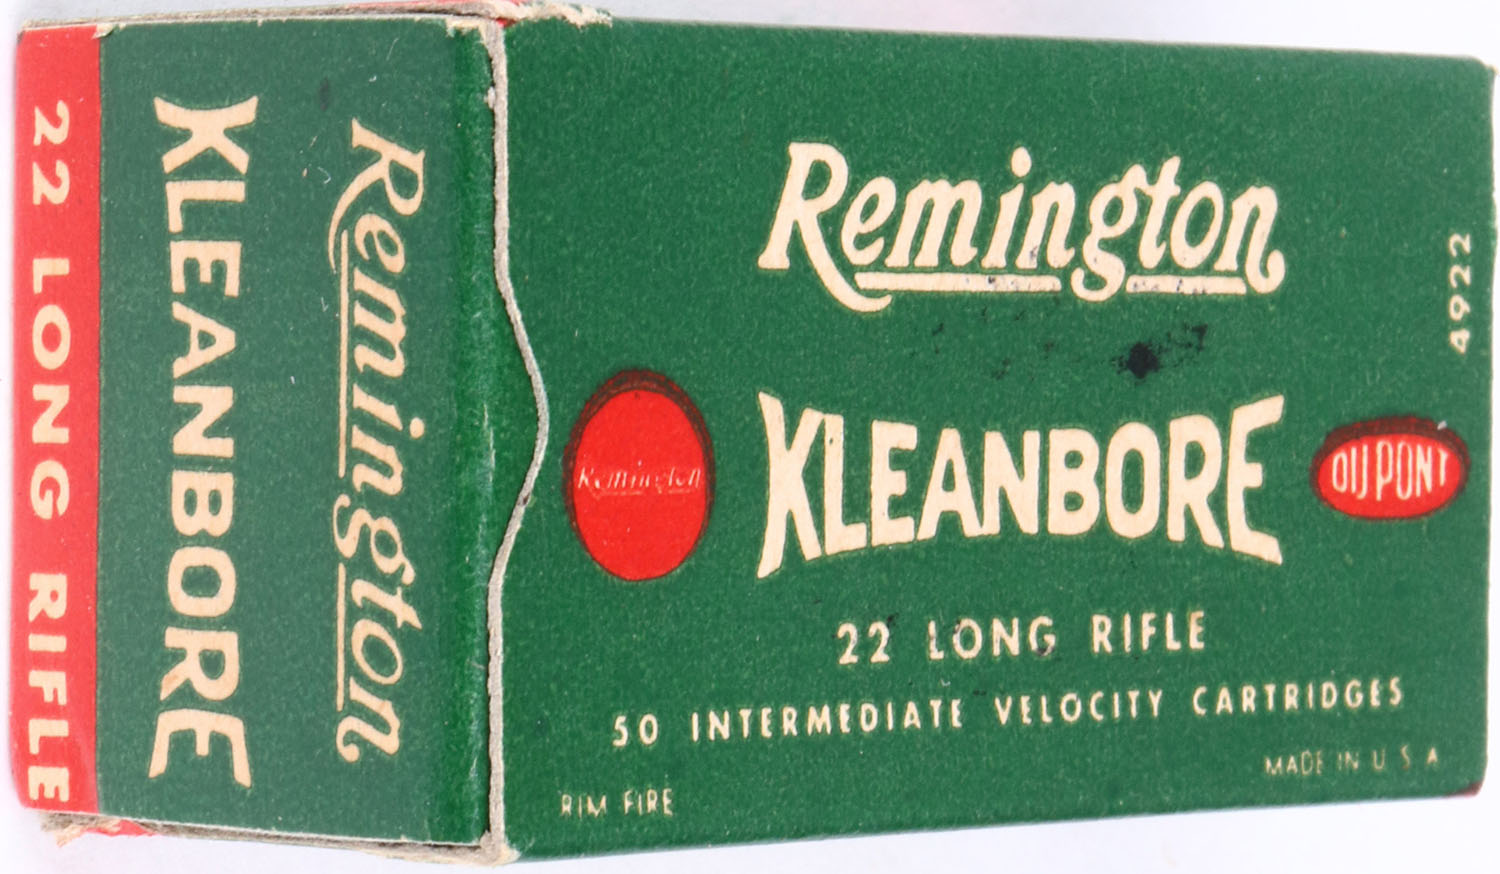 22 LONG RIFLE
KLEANBORE
Remington
Remington
4922
Remington
KLEANBORE
DU PONT
22 LONG RIFLE
50 INTERMEDIATE VELOCITY CARTRIDGES
MADE IN U S A
RIM FIRE